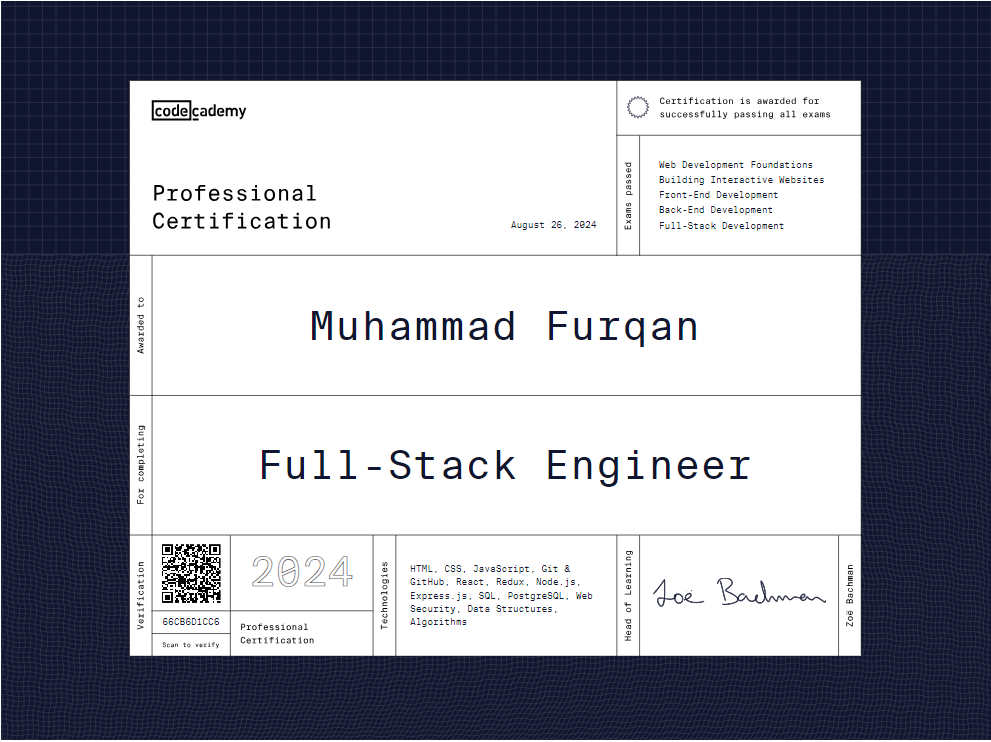 codecademy
Certification is awarded for
successfully passing all exams
Professional
Certification
August 26, 2024
Exams passed
Web Development Foundations
Building Interactive Websites
Front-End Development
Back-End Development
Full-Stack Development
Awarded to
Muhammad Furqan
For completing
Full-Stack Engineer
Verification
66CB6D1CC6
Scan to verify
2024
Professional
Certification
Technologies
HTML, CSS, JavaScript, Git &
GitHub, React, Redux, Node.js,
Express.js, SQL, PostgreSQL, Web
Security, Data Structures,
Algorithms
Head of Learning
Zoë Bachman
Zoë Bachman